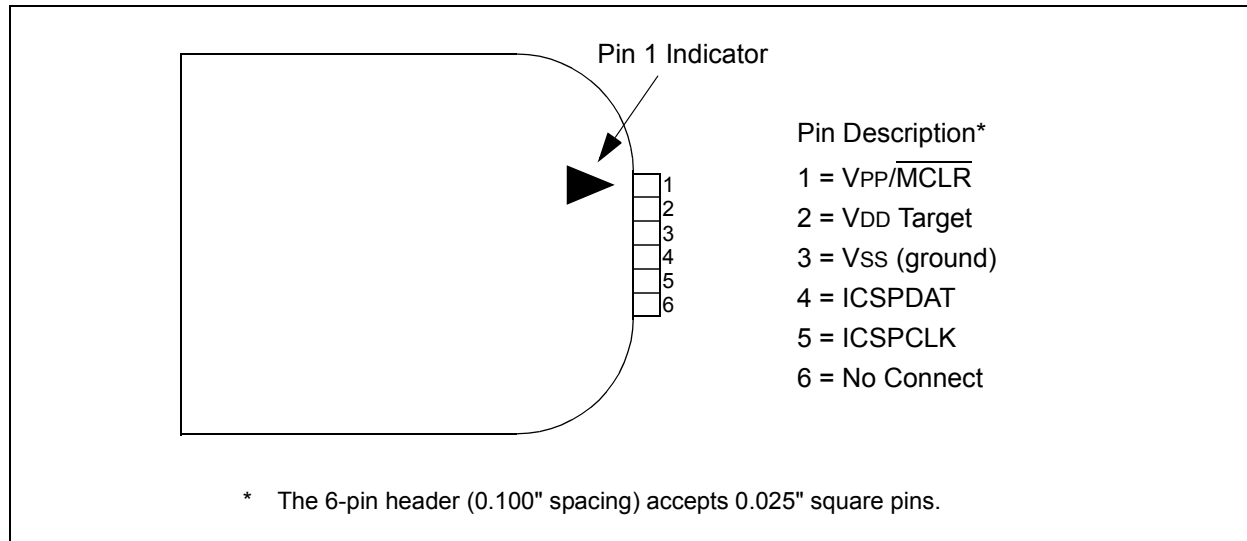 Pin 1 Indicator
1
2
3
4
5
6
Pin Description*
1 = VPP/M̅C̅L̅R̅
2 = VDD Target
3 = VSS (ground)
4 = ICSPDAT
5 = ICSPCLK
6 = No Connect
* The 6-pin header (0.100" spacing) accepts 0.025" square pins.